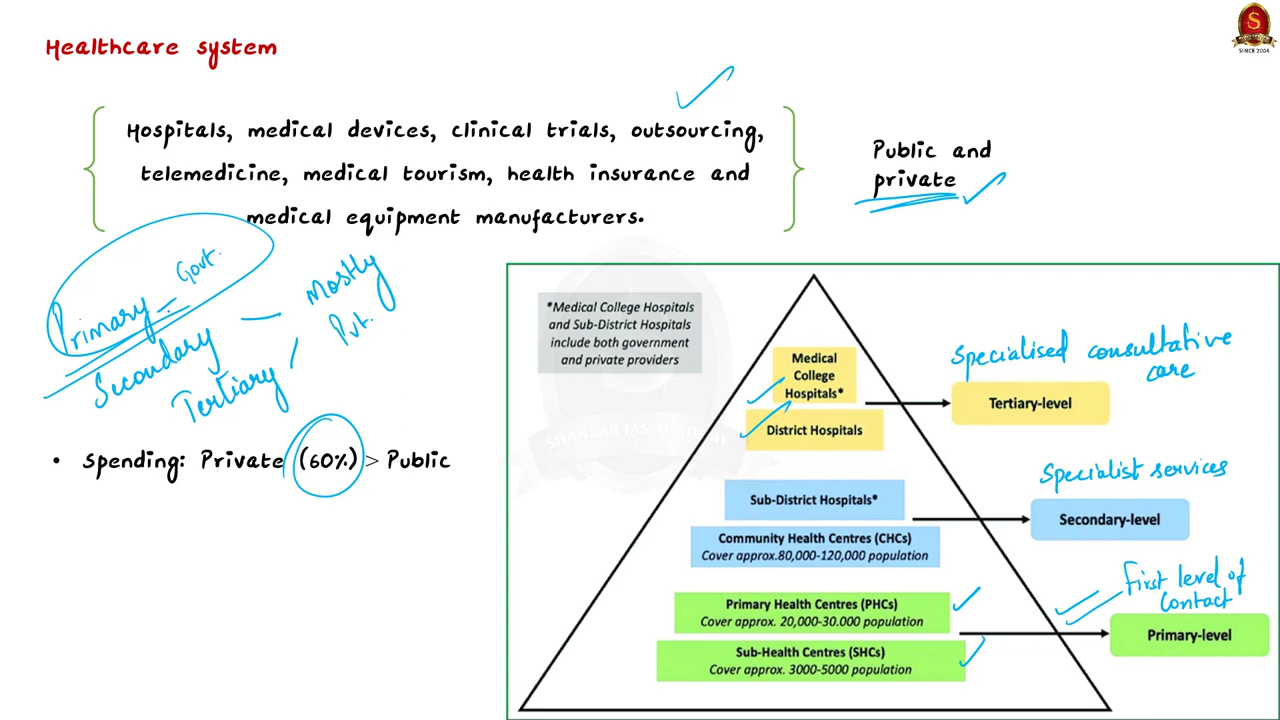 Healthcare system
S
SINCE 2004
Hospitals, medical devices, clinical trials, outsourcing,
telemedicine, medical tourism, health insurance and
medical equipment manufacturers.
Public and
private
Primary = Govt.
Secondary — Mostly
Tertiary / Pvt.
• Spending: Private (60%) > Public
*Medical College Hospitals
and Sub-District Hospitals
include both government
and private providers
Medical
College
Hospitals*
District Hospitals
Specialised consultative
care
Tertiary-level
SHANKAR IAS ACADEMY
Sub-District Hospitals*
Community Health Centres (CHCs)
Cover approx.80,000-120,000 population
Specialist services
Secondary-level
Primary Health Centres (PHCs)
Cover approx. 20,000-30.000 population
Sub-Health Centres (SHCs)
Cover approx. 3000-5000 population
First level of
contact
Primary-level